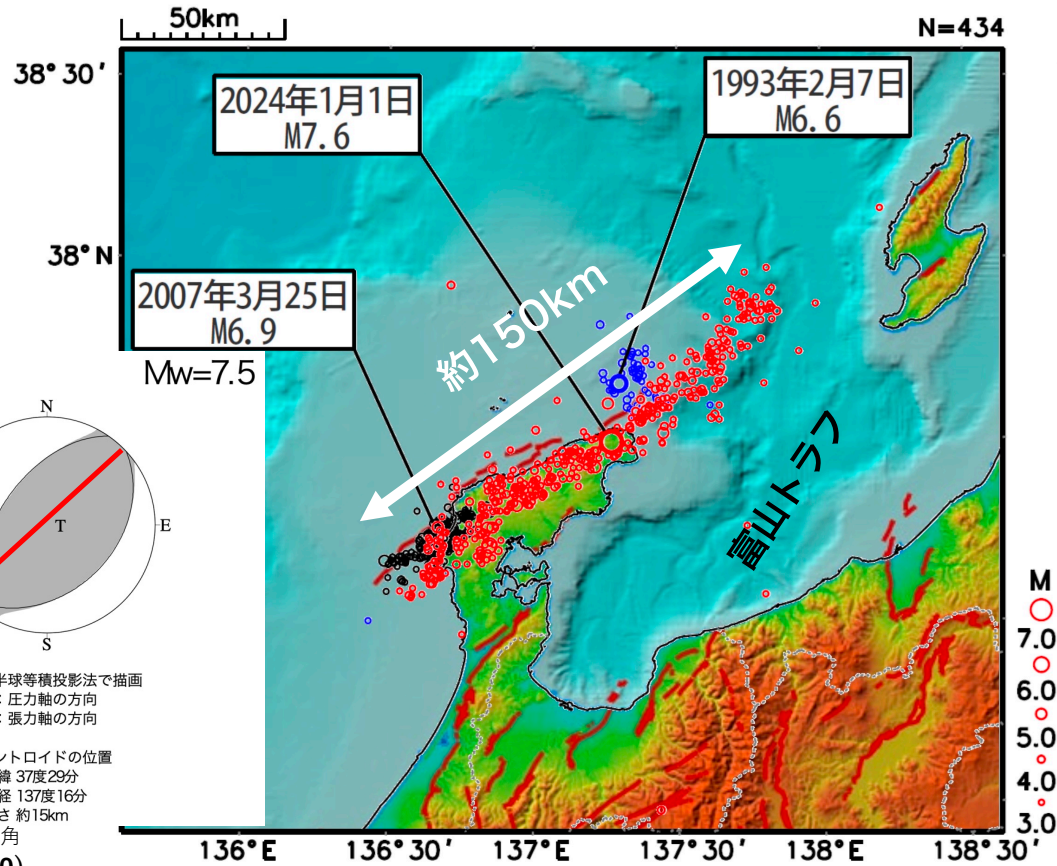 50km
N=434
38°30′
2024年1月1日
M7.6
1993年2月7日
M6.6
38°N
2007年3月25日
M6.9
約150km
Mw=7.5
N
T
E
S
富山トラフ
半球等積投影法で描画
：圧力軸の方向
：張力軸の方向
ントロイドの位置
緯 37度29分
経 137度16分
さ 約15km
角
0)
M
7.0
6.0
5.0
4.0
3.0
136°E
136°30′
137°E
137°30′
138°E
138°30′